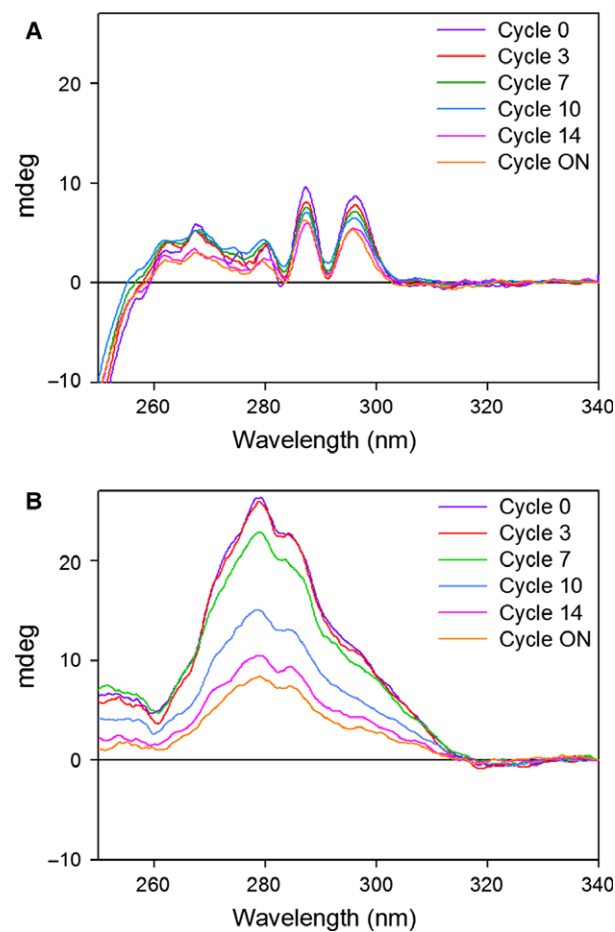 A
Cycle 0
Cycle 3
Cycle 7
Cycle 10
Cycle 14
Cycle ON
20
10
0
−10
mdeg
260 280 300 320 340
Wavelength (nm)
B
Cycle 0
Cycle 3
Cycle 7
Cycle 10
Cycle 14
Cycle ON
20
10
0
−10
mdeg
260 280 300 320 340
Wavelength (nm)